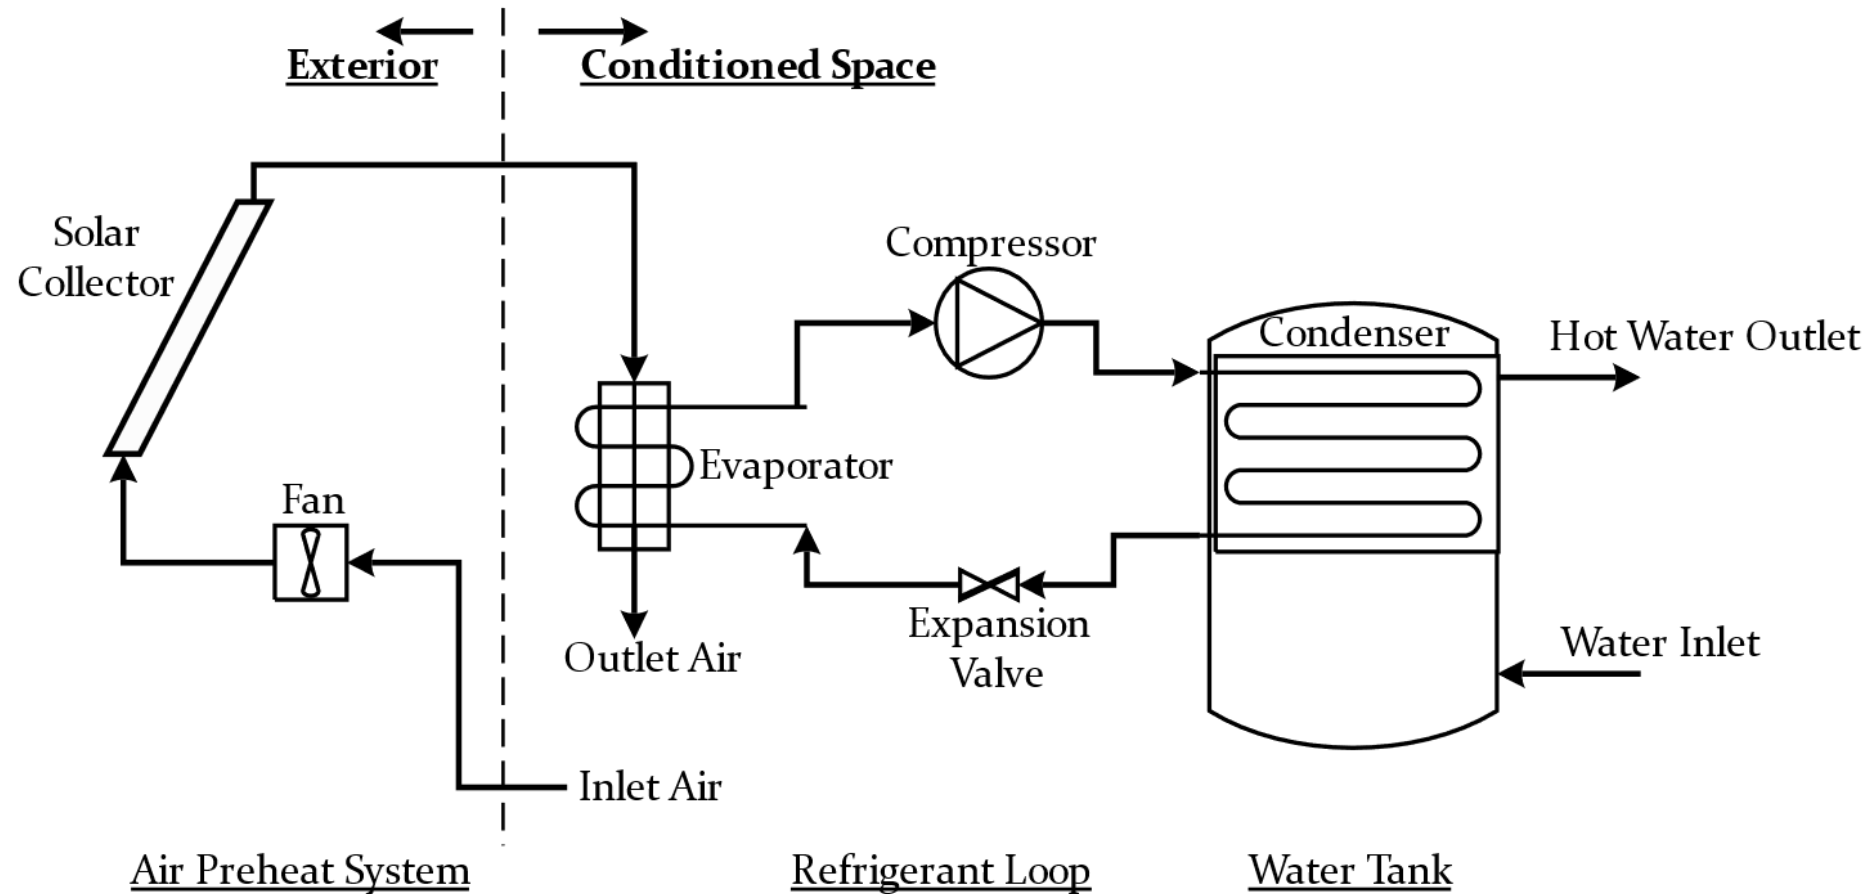 Exterior
Conditioned Space
Solar
Collector
Compressor
Condenser
Hot Water Outlet
Evaporator
Fan
Expansion
Valve
Outlet Air
Water Inlet
Inlet Air
Air Preheat System
Refrigerant Loop
Water Tank